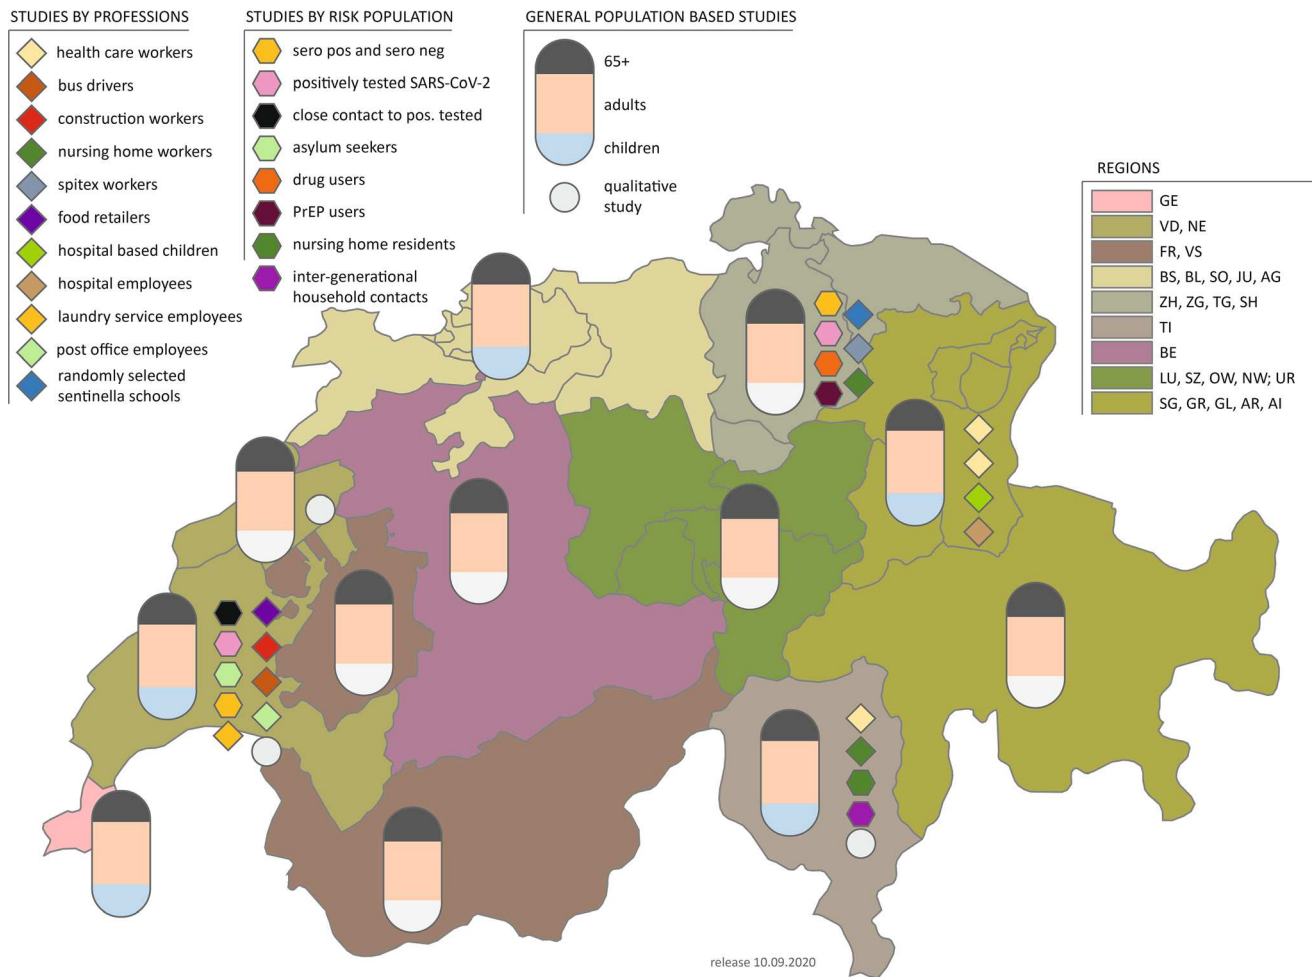 STUDIES BY PROFESSIONS
health care workers
bus drivers
construction workers
nursing home workers
spitex workers
food retailers
hospital based children
hospital employees
laundry service employees
post office employees
randomly selected
sentinella schools
STUDIES BY RISK POPULATION
sero pos and sero neg
positively tested SARS-CoV-2
close contact to pos. tested
asylum seekers
drug users
PrEP users
nursing home residents
inter-generational
household contacts
GENERAL POPULATION BASED STUDIES
65+
adults
children
qualitative
study
REGIONS
GE
VD, NE
FR, VS
BS, BL, SO, JU, AG
ZH, ZG, TG, SH
TI
BE
LU, SZ, OW, NW; UR
SG, GR, GL, AR, AI
release 10.09.2020